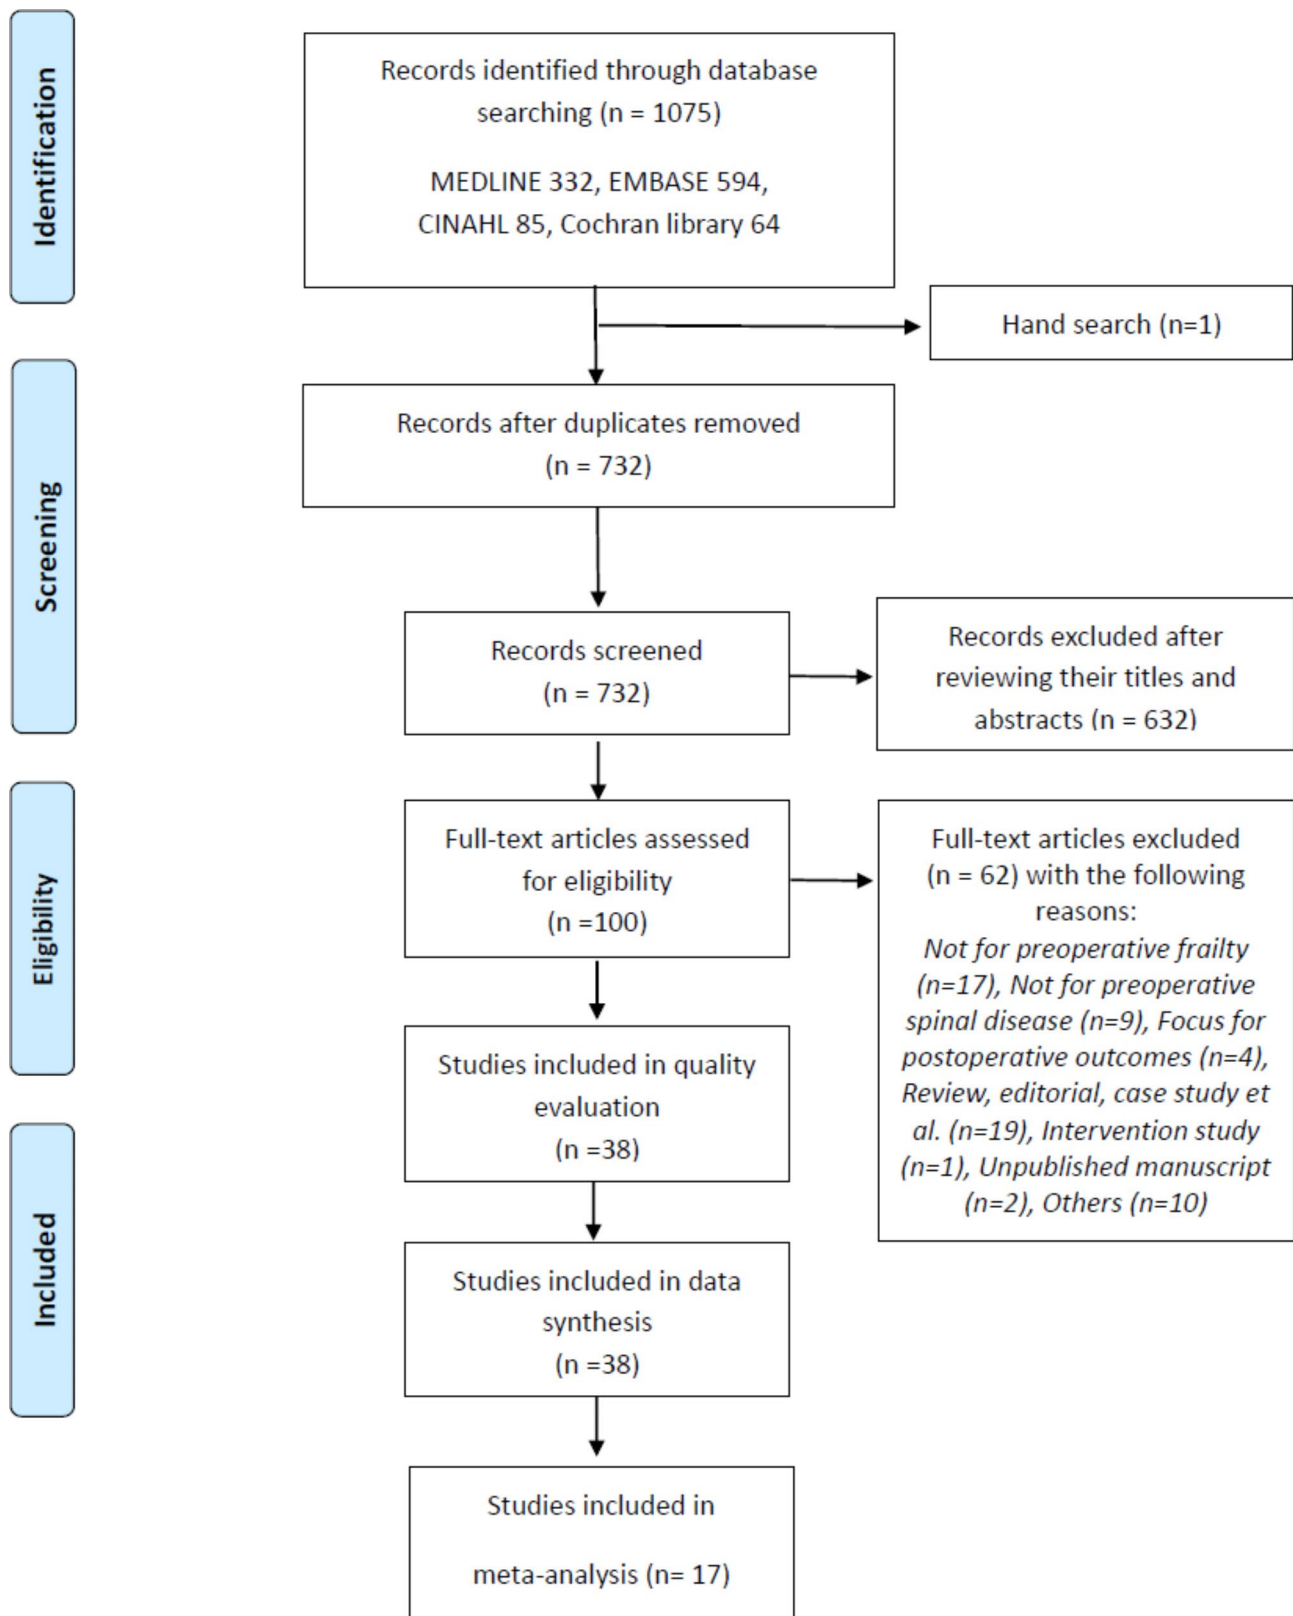 Identification
Records identified through database
searching (n = 1075)
MEDLINE 332, EMBASE 594,
CINAHL 85, Cochran library 64
Hand search (n=1)
Screening
Records after duplicates removed
(n = 732)
Records screened
(n = 732)
Records excluded after
reviewing their titles and
abstracts (n = 632)
Eligibility
Full-text articles assessed
for eligibility
(n =100)
Full-text articles excluded
(n = 62) with the following
reasons:
Not for preoperative frailty
(n=17), Not for preoperative
spinal disease (n=9), Focus for
postoperative outcomes (n=4),
Review, editorial, case study et
al. (n=19), Intervention study
(n=1), Unpublished manuscript
(n=2), Others (n=10)
Studies included in quality
evaluation
(n =38)
Included
Studies included in data
synthesis
(n =38)
Studies included in
meta-analysis (n= 17)